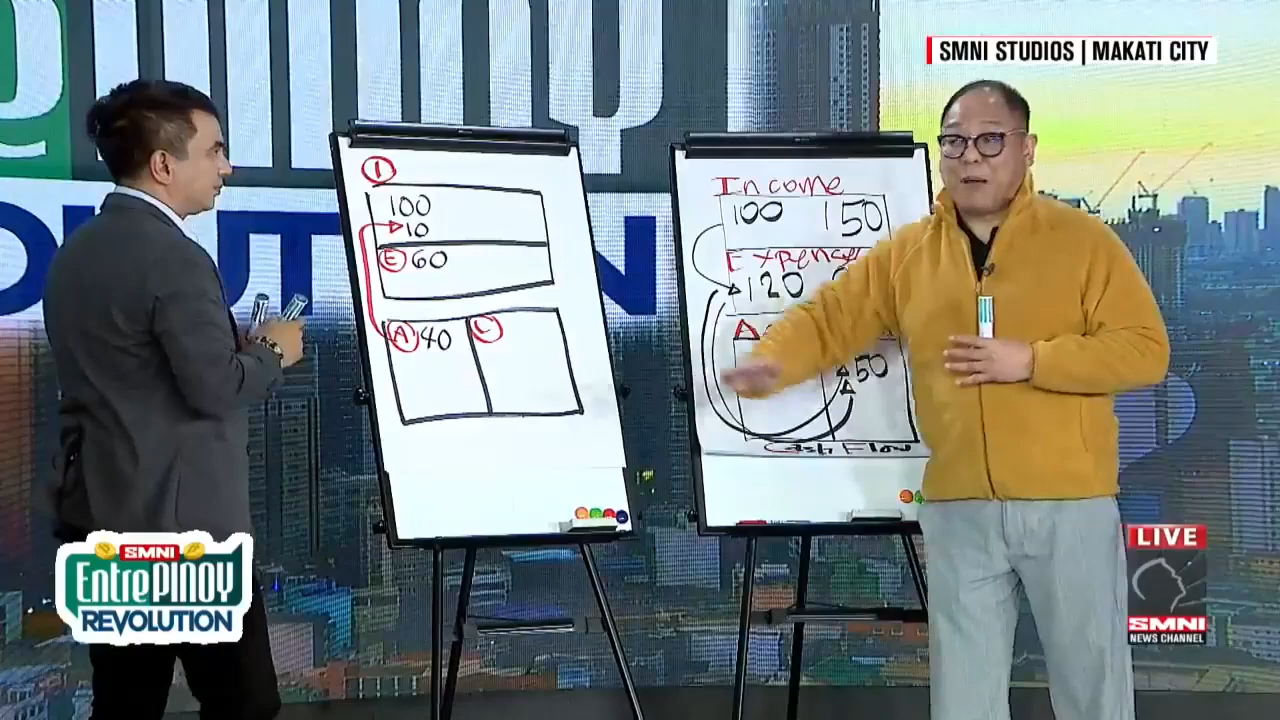 SMNI STUDIOS | MAKATI CITY
1
100
10
E 60
A 40
L
Income
100 150
120
50
Cash Flow
LIVE
SMNI
NEWS CHANNEL
SMNI
EntrePINOY
REVOLUTION